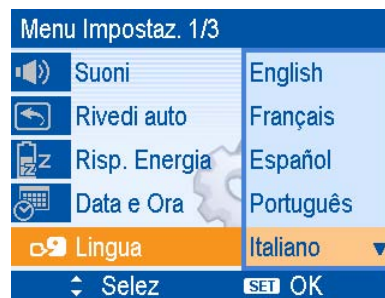 Menu Impostaz. 1/3
Suoni
English
Rivedi auto
Français
Risp. Energia
Español
Data e Ora
Português
Lingua
Italiano
Selez
SET OK